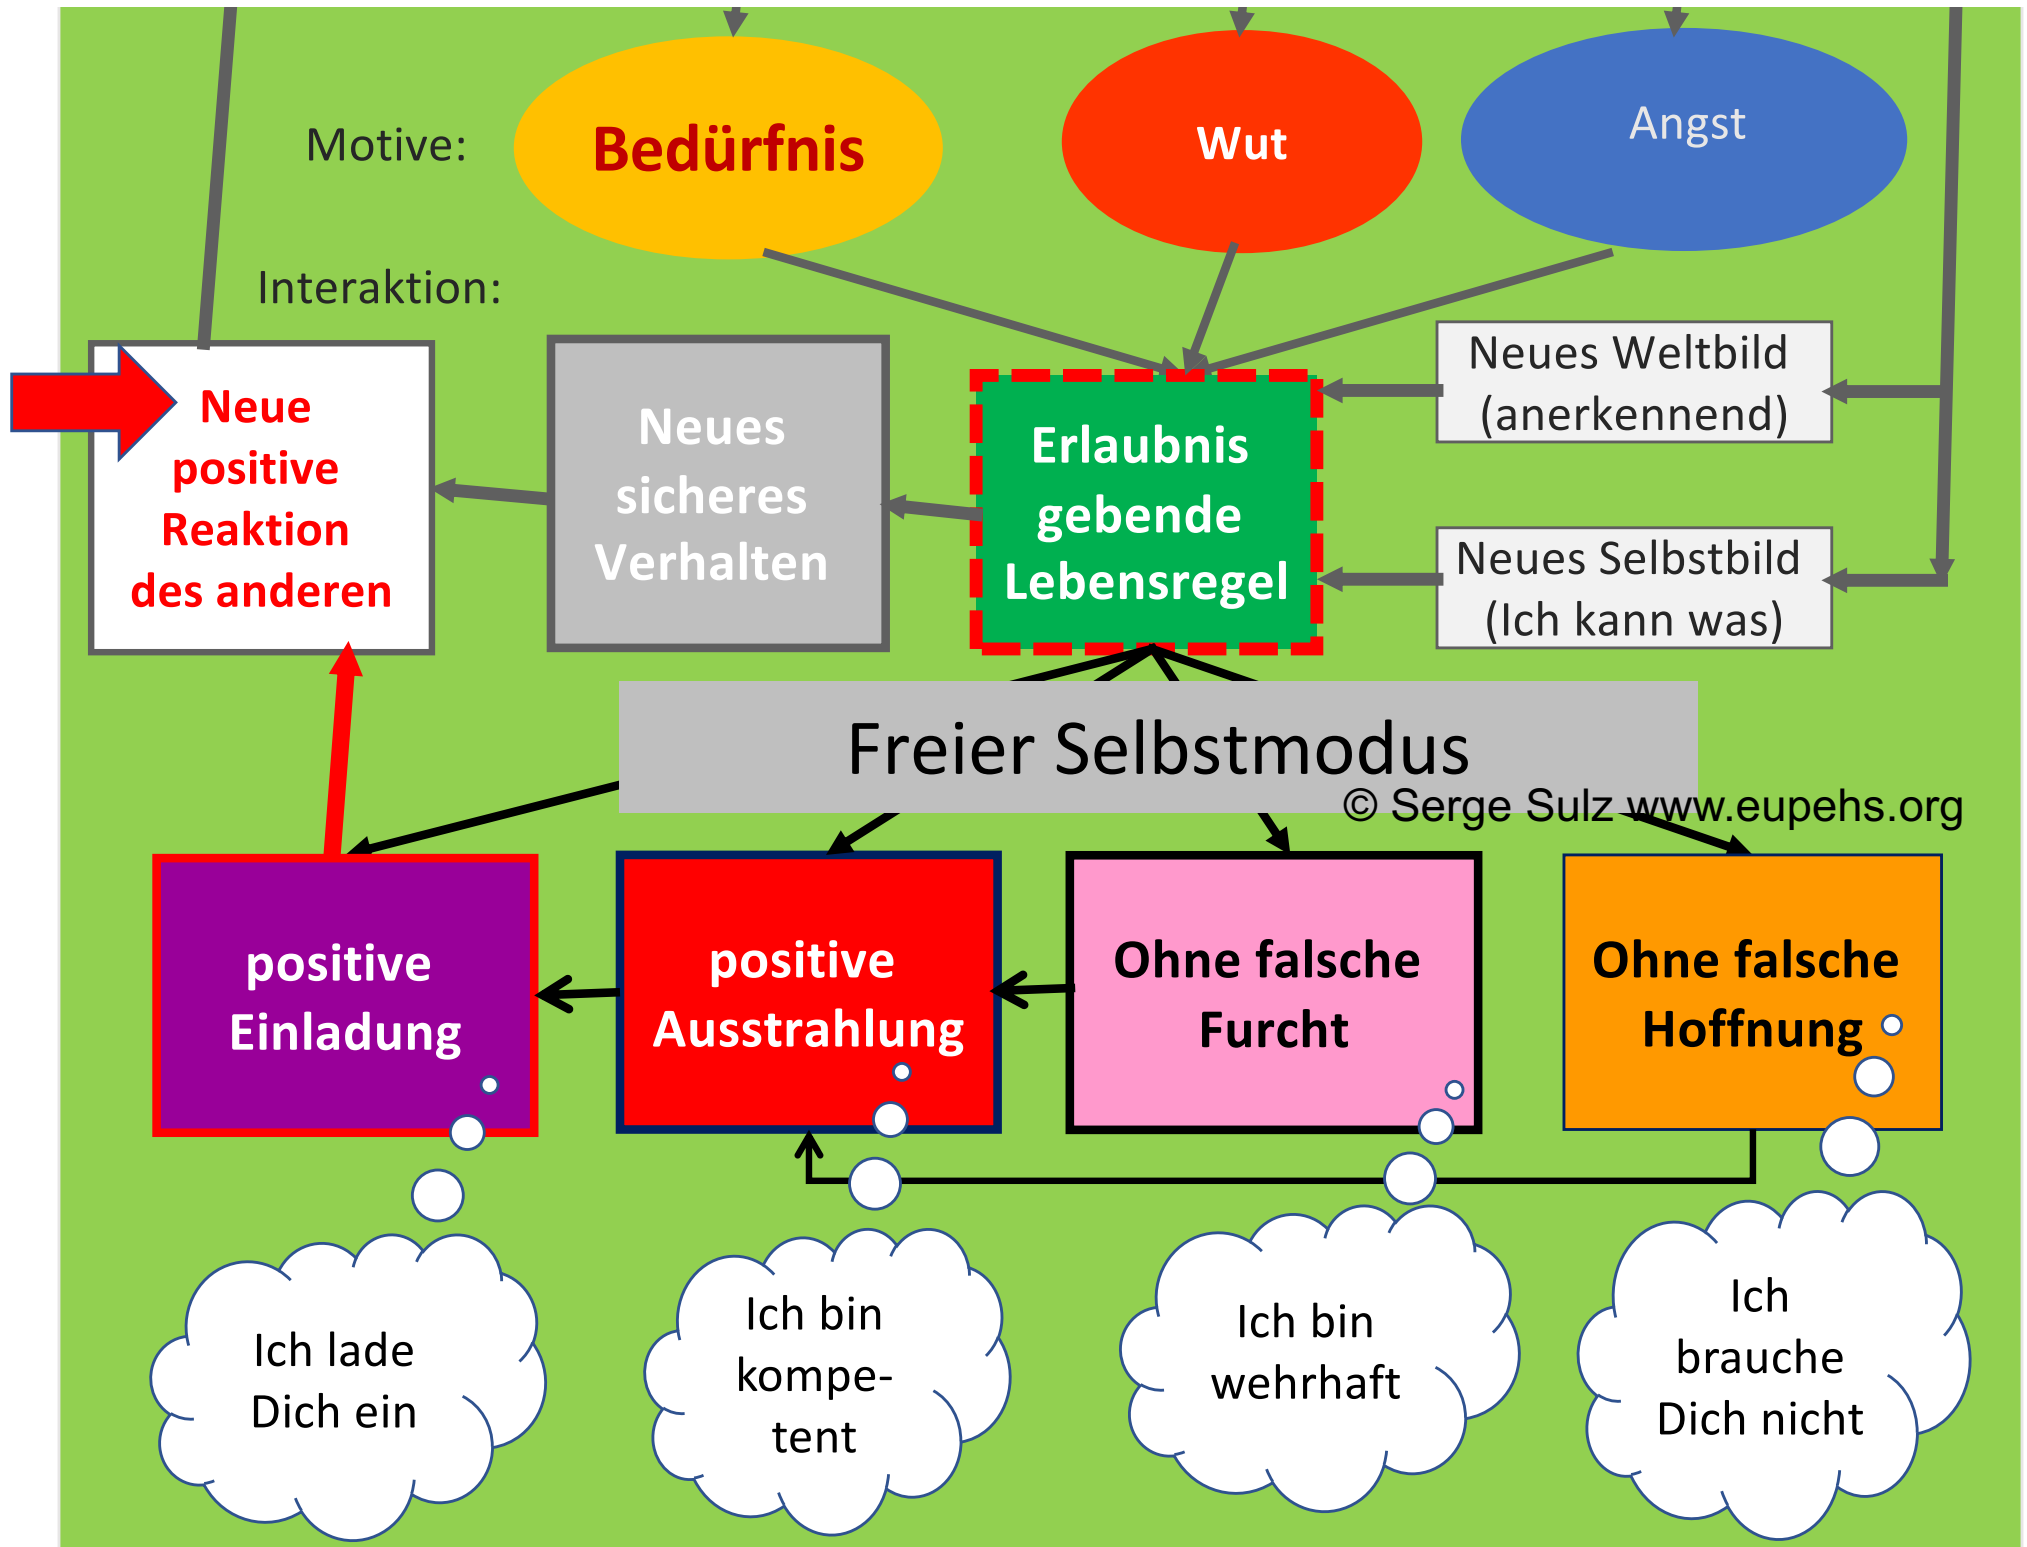 Motive:
Bedürfnis
Wut
Angst
Interaktion:
Neue
positive
Reaktion
des anderen
Neues
sicheres
Verhalten
Erlaubnis
gebende
Lebensregel
Neues Weltbild
(anerkennend)
Neues Selbstbild
(Ich kann was)
Freier Selbstmodus
© Serge Sulz www.eupehs.org
positive
Einladung
positive
Ausstrahlung
Ohne falsche
Furcht
Ohne falsche
Hoffnung
Ich lade
Dich ein
Ich bin
kompe-
tent
Ich bin
wehrhaft
Ich
brauche
Dich nicht